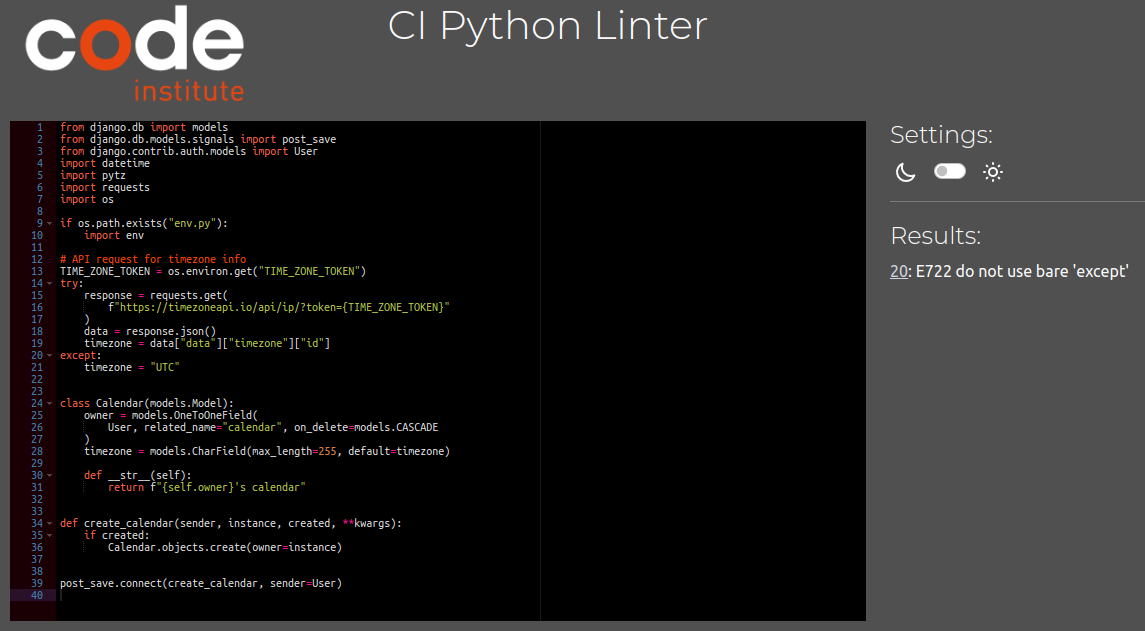 code
institute
CI Python Linter
1 from django.db import models
2 from django.db.models.signals import post_save
3 from django.contrib.auth.models import User
4 import datetime
5 import pytz
6 import requests
7 import os
8
9 if os.path.exists("env.py"):
10     import env
11
12 # API request for timezone info
13 TIME_ZONE_TOKEN = os.environ.get("TIME_ZONE_TOKEN")
14 try:
15     response = requests.get(
16         f"https://timezoneapi.io/api/ip/?token={TIME_ZONE_TOKEN}"
17     )
18     data = response.json()
19     timezone = data["data"]["timezone"]["id"]
20 except:
21     timezone = "UTC"
22
23
24 class Calendar(models.Model):
25     owner = models.OneToOneField(
26         User, related_name="calendar", on_delete=models.CASCADE
27     )
28     timezone = models.CharField(max_length=255, default=timezone)
29
30     def __str__(self):
31         return f"{self.owner}'s calendar"
32
33
34 def create_calendar(sender, instance, created, **kwargs):
35     if created:
36         Calendar.objects.create(owner=instance)
37
38
39 post_save.connect(create_calendar, sender=User)
40
Settings:
Results:
20: E722 do not use bare 'except'